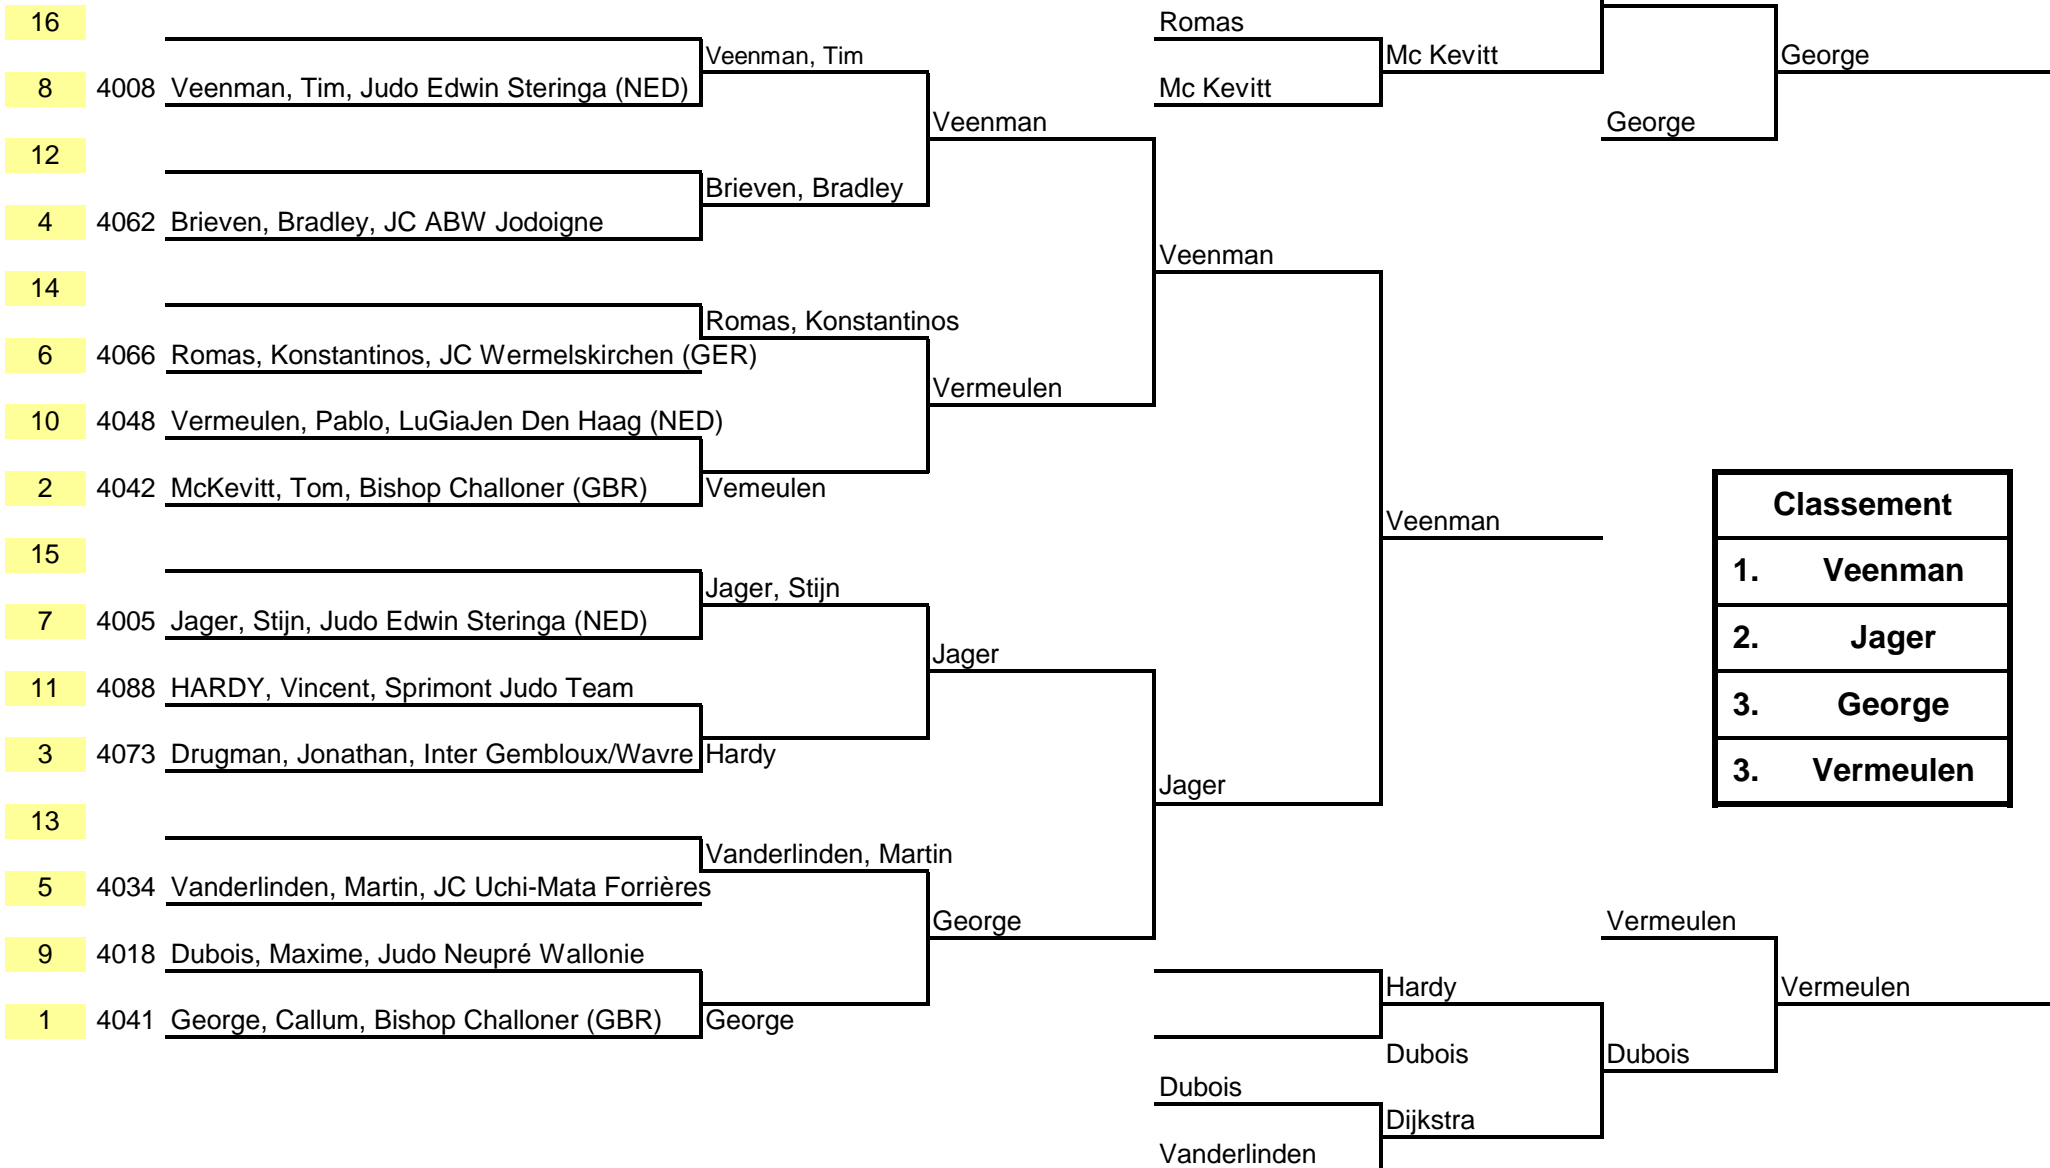 16 Romas
Veenman, Tim Mc Kevitt George
8 4008 Veenman, Tim, Judo Edwin Steringa (NED) Mc Kevitt
Veenman George
12
Brieven, Bradley
4 4062 Brieven, Bradley, JC ABW Jodoigne
Veenman
14
Romas, Konstantinos
6 4066 Romas, Konstantinos, JC Wermelskirchen (GER)
Vermeulen
10 4048 Vermeulen, Pablo, LuGiaJen Den Haag (NED)
2 4042 McKevitt, Tom, Bishop Challoner (GBR) Vemeulen
Classement
Veenman
15
1. Veenman
Jager, Stijn
7 4005 Jager, Stijn, Judo Edwin Steringa (NED)
2. Jager
Jager
11 4088 HARDY, Vincent, Sprimont Judo Team
3. George
3 4073 Drugman, Jonathan, Inter Gembloux/Wavre Hardy
3. Vermeulen
Jager
13
Vanderlinden, Martin
5 4034 Vanderlinden, Martin, JC Uchi-Mata Forrières
George Vermeulen
9 4018 Dubois, Maxime, Judo Neupré Wallonie
Hardy Vermeulen
1 4041 George, Callum, Bishop Challoner (GBR) George
Dubois Dubois
Dubois
Dijkstra
Vanderlinden